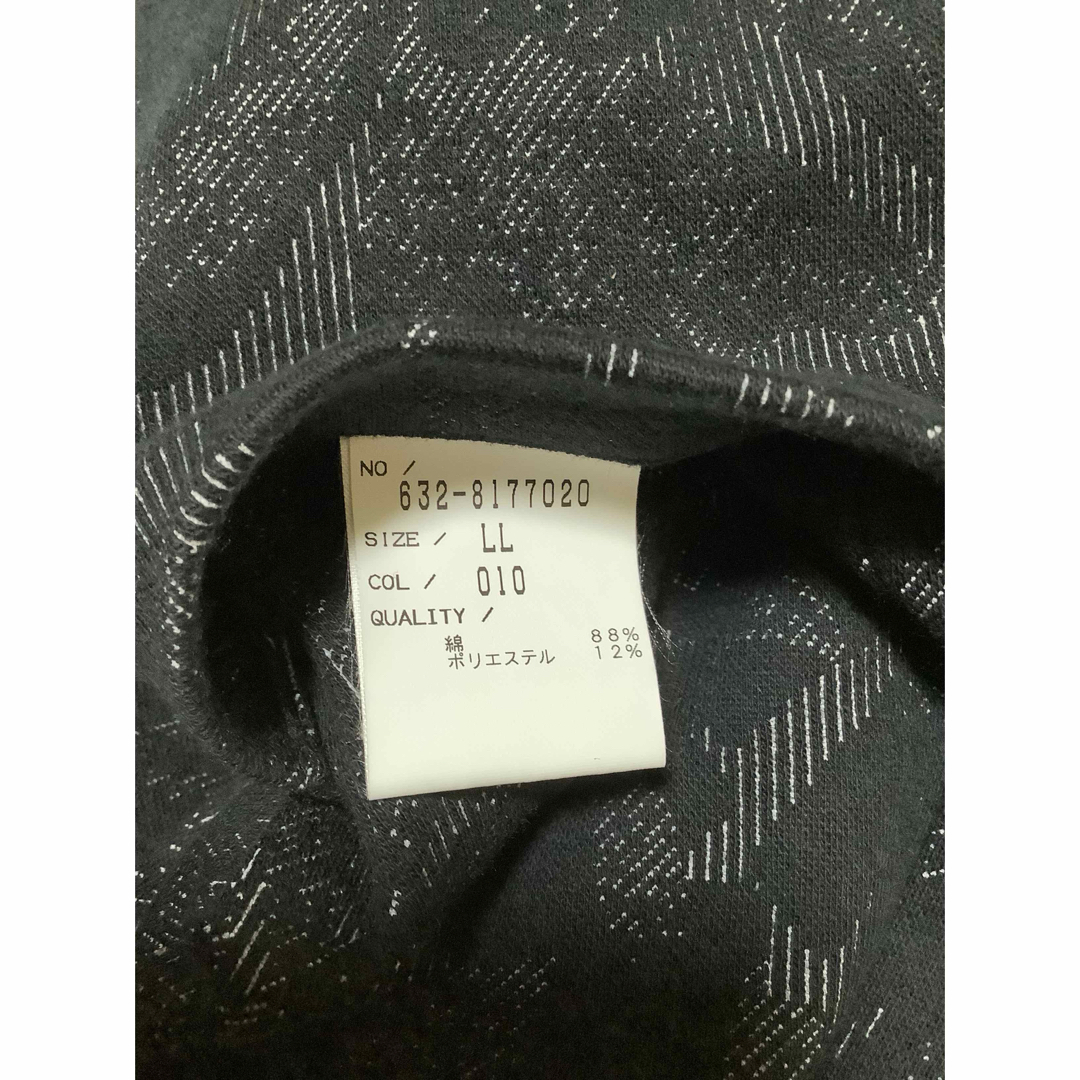 NO /
632-8177020
SIZE / LL
COL / 010
QUALITY /
綿 88%
ポリエステル 12%